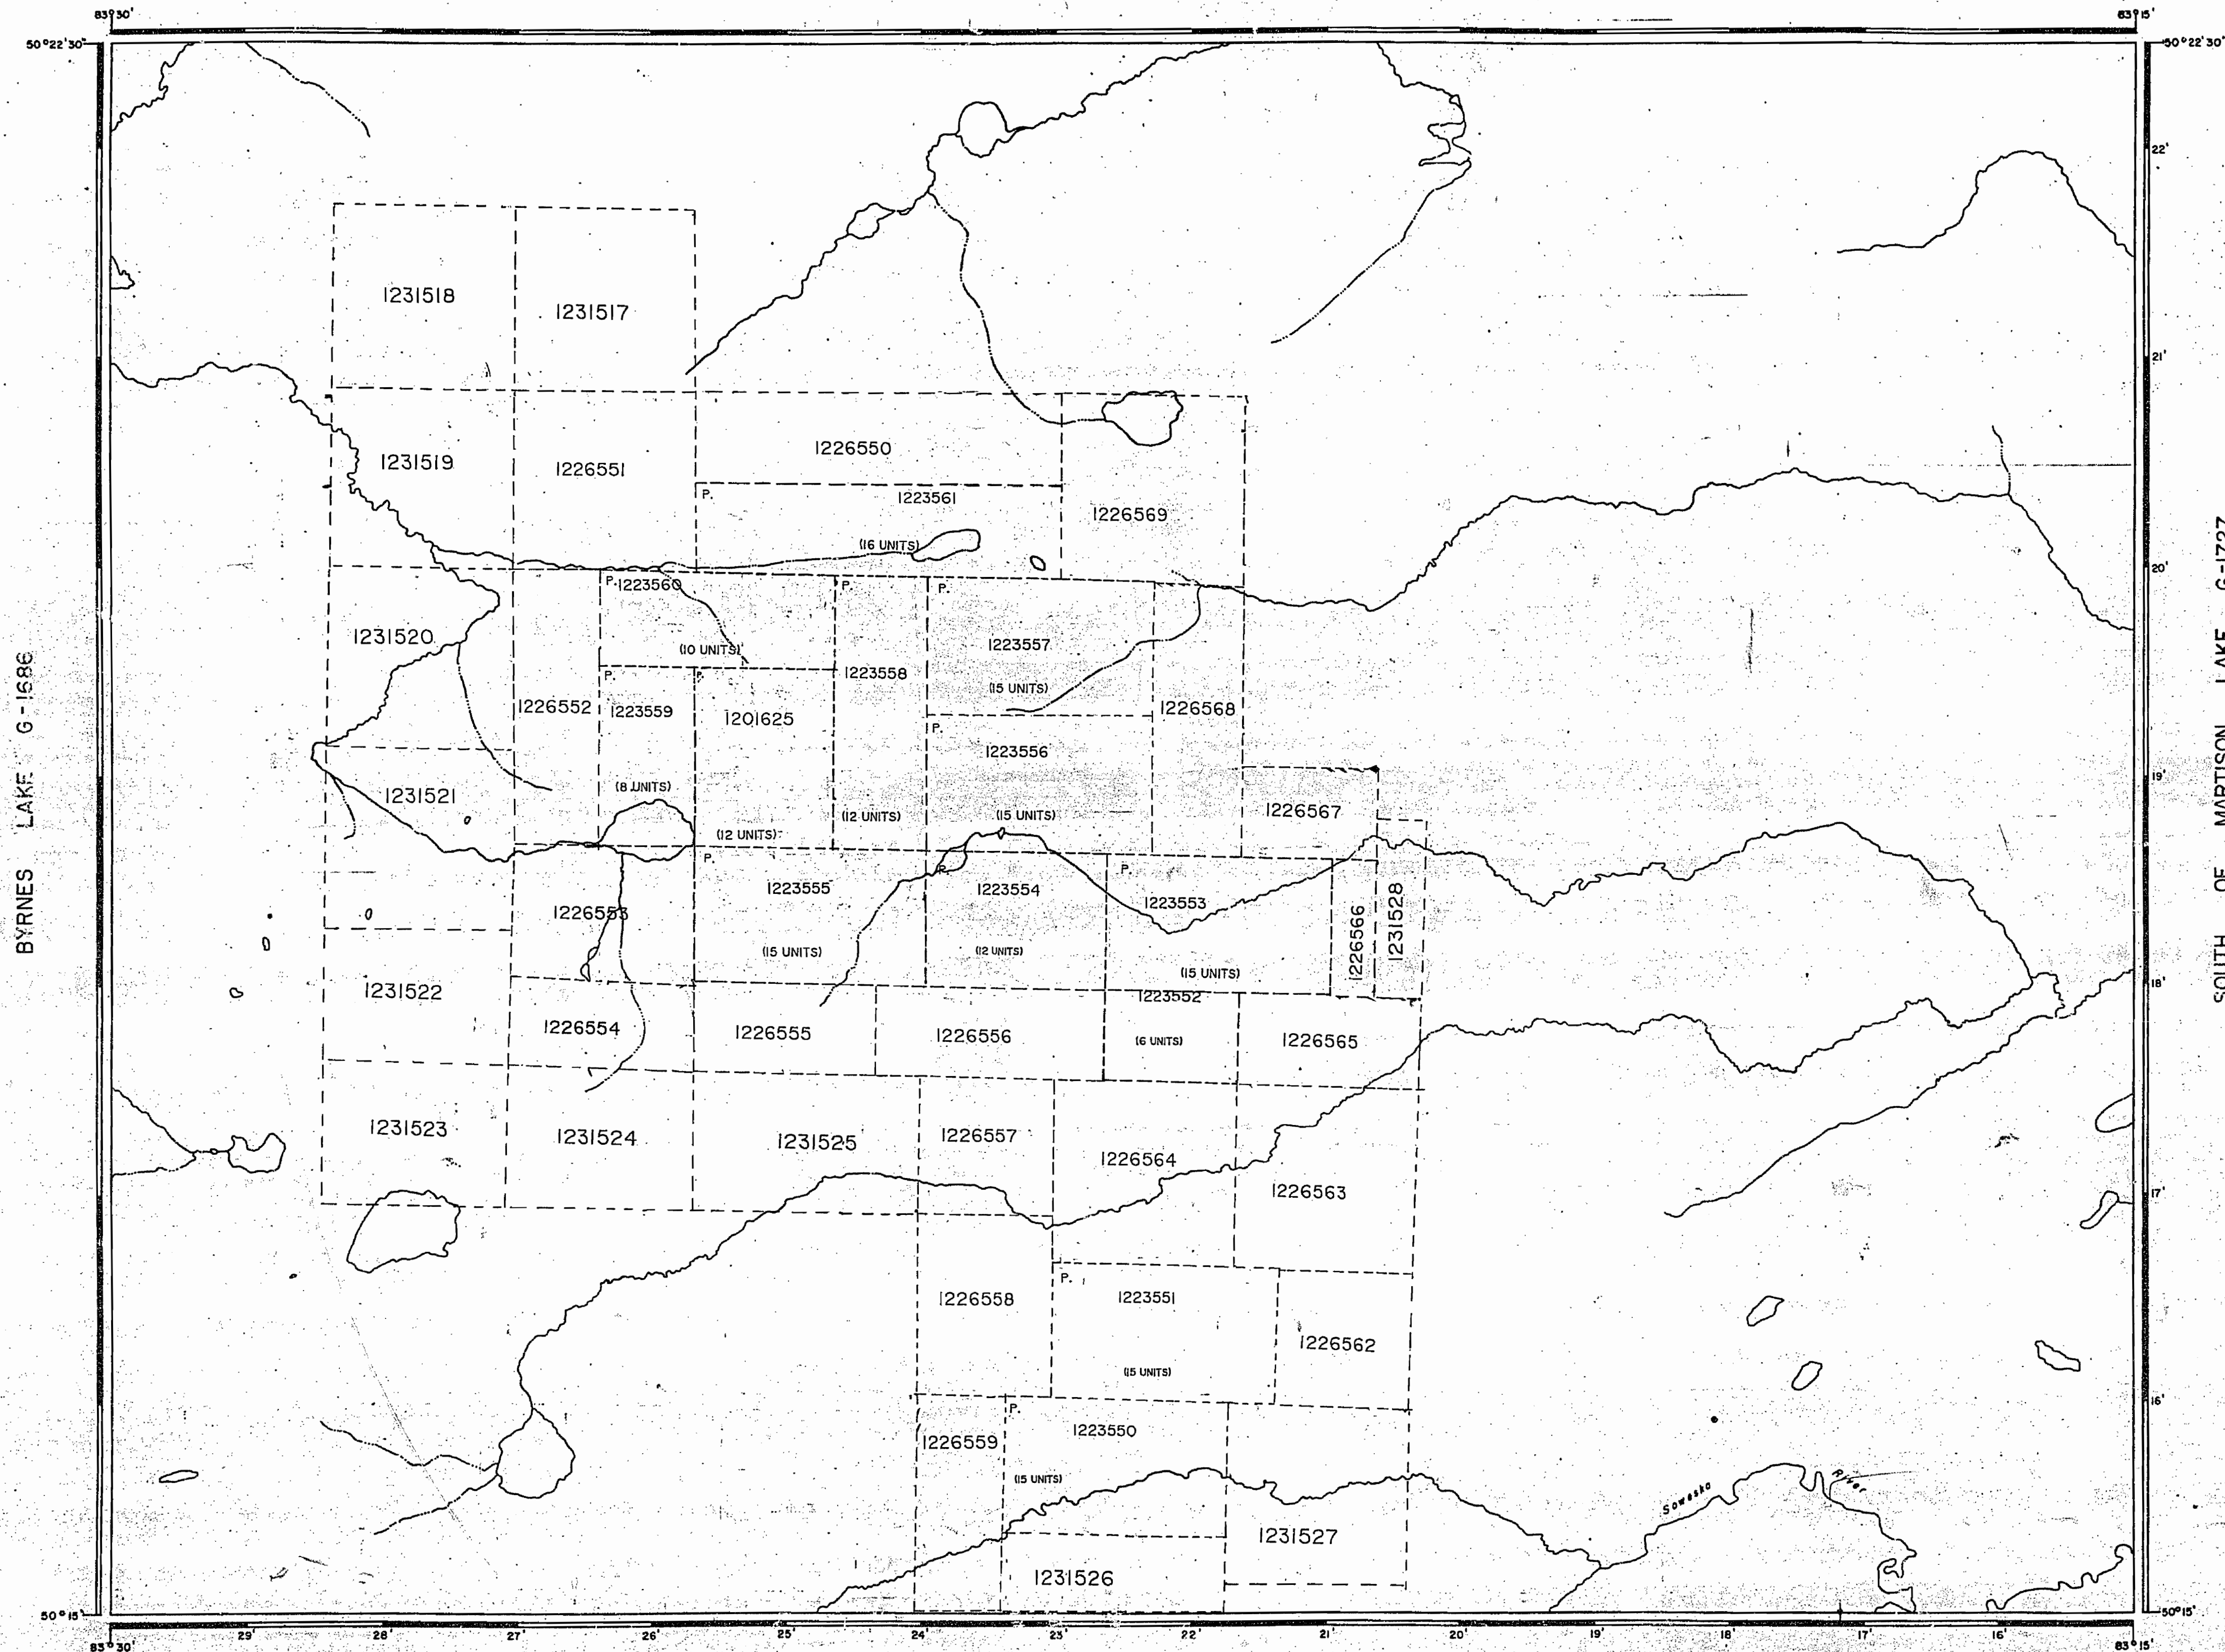 83°30'
83°15'
50°22'30"
50°22'30"
22'
21'
20'
19'
18'
17'
16'
50°15'
50°15'
83°30'
29'
28'
27'
26'
25'
24'
23'
22'
21'
20'
19'
18'
17'
16'
83°15'
BYRNES LAKE G-1686
SOUTH OF MARTISON LAKE G-1727
1231518
1231517
1231519
1226551
1226550
P.
1223561
(16 UNITS)
1226569
1231520
1226552
P.
1223560
(10 UNITS)
P.
1223558
(12 UNITS)
P.
1223557
(15 UNITS)
1226568
P.
1223559
(8 UNITS)
P.
1201625
(12 UNITS)
P.
1223556
(15 UNITS)
1231521
1226567
1226553
P.
1223555
(15 UNITS)
P.
1223554
(12 UNITS)
P.
1223553
(15 UNITS)
1226566
1231528
1231522
1226554
1226555
1226556
1223552
(6 UNITS)
1226565
1231523
1231524
1231525
1226557
1226564
1226563
1226558
P.
1223551
(15 UNITS)
1226562
1226559
P.
1223550
(15 UNITS)
1231527
1231526
Sowesko River